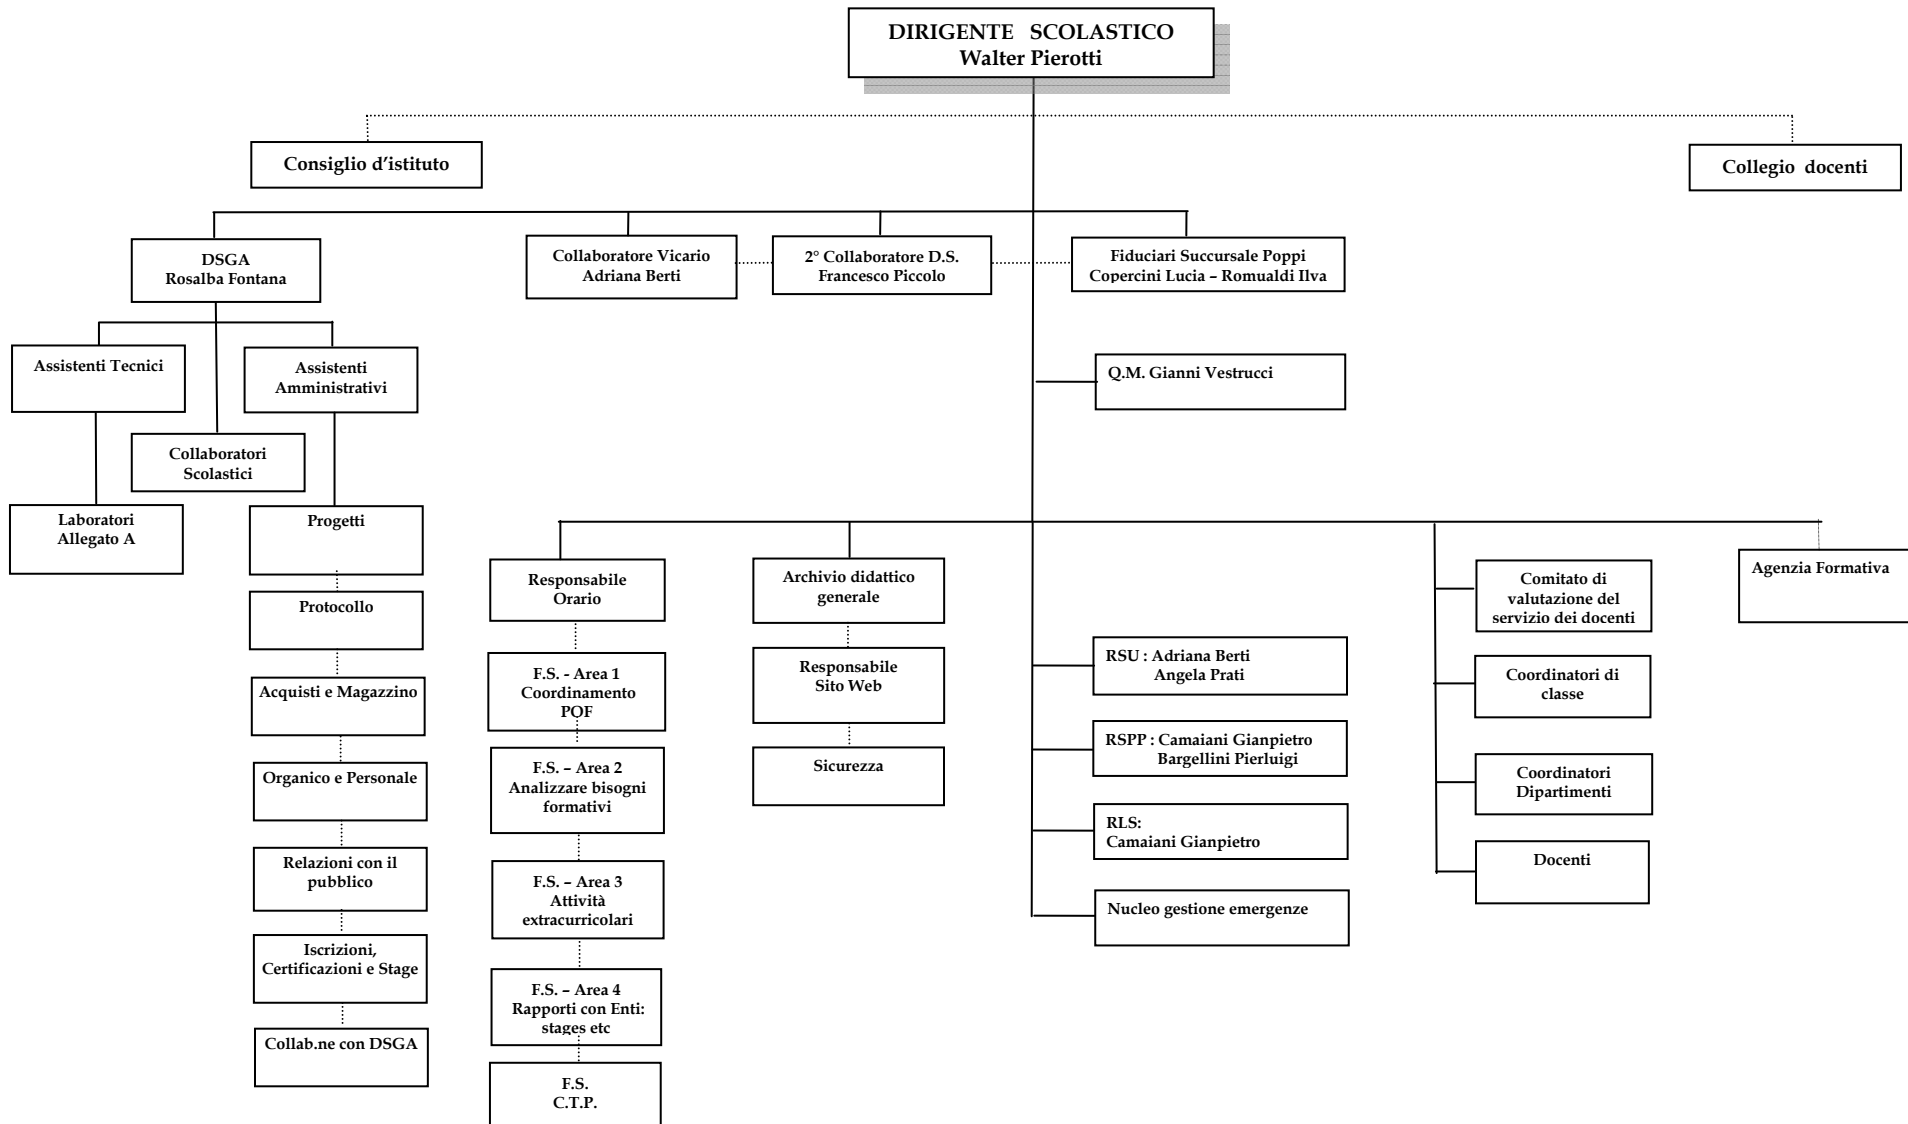 DIRIGENTE SCOLASTICO
Walter Pierotti
Consiglio d'istituto
Collegio docenti
DSGA
Rosalba Fontana
Collaboratore Vicario
Adriana Berti
2° Collaboratore D.S.
Francesco Piccolo
Fiduciari Succursale Poppi
Copercini Lucia – Romualdi Ilva
Assistenti Tecnici
Assistenti
Amministrativi
Q.M. Gianni Vestrucci
Collaboratori
Scolastici
Laboratori
Allegato A
Progetti
Protocollo
Acquisti e Magazzino
Organico e Personale
Relazioni con il
pubblico
Iscrizioni,
Certificazioni e Stage
Collab.ne con DSGA
Responsabile
Orario
F.S. - Area 1
Coordinamento
POF
F.S. – Area 2
Analizzare bisogni
formativi
F.S. – Area 3
Attività
extracurricolari
F.S. – Area 4
Rapporti con Enti:
stages etc
F.S.
C.T.P.
Archivio didattico
generale
Responsabile
Sito Web
Sicurezza
RSU : Adriana Berti
Angela Prati
RSPP : Camaiani Gianpietro
Bargellini Pierluigi
RLS:
Camaiani Gianpietro
Nucleo gestione emergenze
Comitato di
valutazione del
servizio dei docenti
Coordinatori di
classe
Coordinatori
Dipartimenti
Docenti
Agenzia Formativa